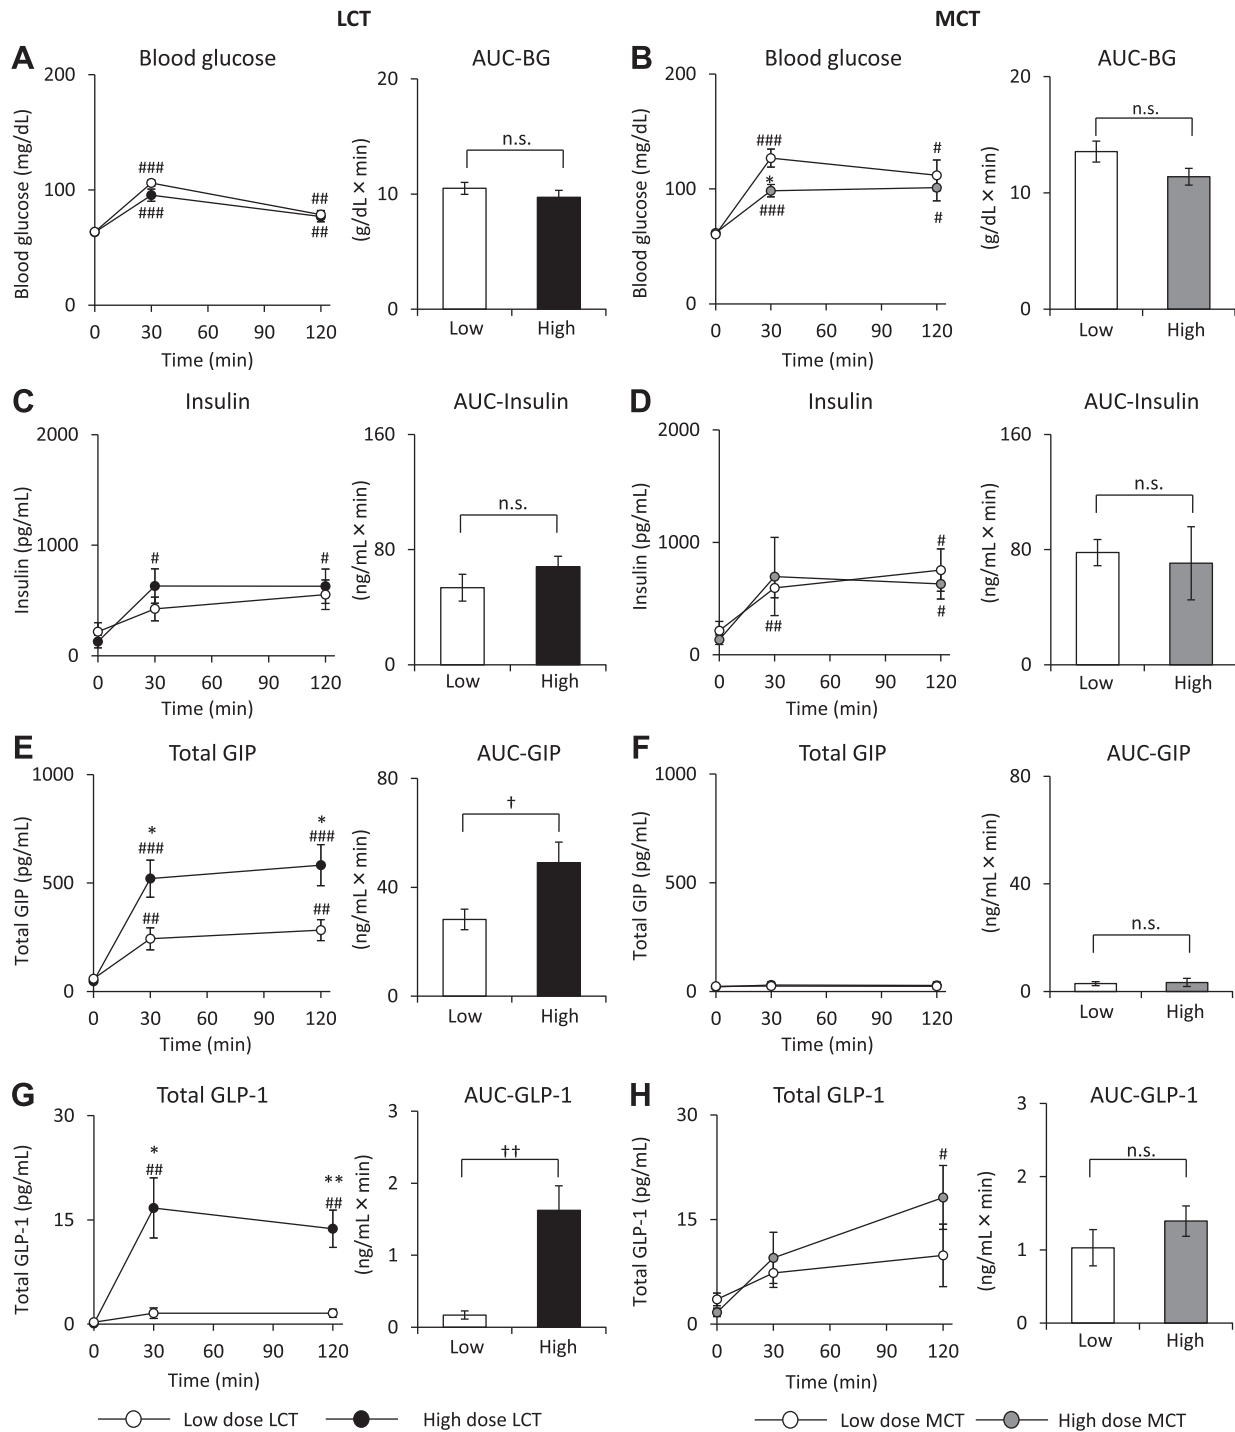 LCT
MCT
A
Blood glucose
AUC-BG
B
Blood glucose
AUC-BG
Blood glucose (mg/dL)
200
100
0
###
###
##
##
0 30 60 90 120
Time (min)
(g/dL × min)
20
10
0
n.s.
Low High
Blood glucose (mg/dL)
200
100
0
###
*
###
#
#
0 30 60 90 120
Time (min)
(g/dL × min)
20
10
0
n.s.
Low High
C
Insulin
AUC-Insulin
D
Insulin
AUC-Insulin
Insulin (pg/mL)
2000
1000
0
#
#
0 30 60 90 120
Time (min)
(ng/mL × min)
160
80
0
n.s.
Low High
Insulin (pg/mL)
2000
1000
0
##
#
#
0 30 60 90 120
Time (min)
(ng/mL × min)
160
80
0
n.s.
Low High
E
Total GIP
AUC-GIP
F
Total GIP
AUC-GIP
Total GIP (pg/mL)
1000
500
0
*
###
##
*
###
##
0 30 60 90 120
Time (min)
(ng/mL × min)
80
40
0
†
Low High
Total GIP (pg/mL)
1000
500
0
0 30 60 90 120
Time (min)
(ng/mL × min)
80
40
0
n.s.
Low High
G
Total GLP-1
AUC-GLP-1
H
Total GLP-1
AUC-GLP-1
Total GLP-1 (pg/mL)
30
15
0
*
##
**
##
0 30 60 90 120
Time (min)
(ng/mL × min)
3
2
1
0
††
Low High
Total GLP-1 (pg/mL)
30
15
0
#
0 30 60 90 120
Time (min)
(ng/mL × min)
3
2
1
0
n.s.
Low High
Low dose LCT High dose LCT
Low dose MCT High dose MCT